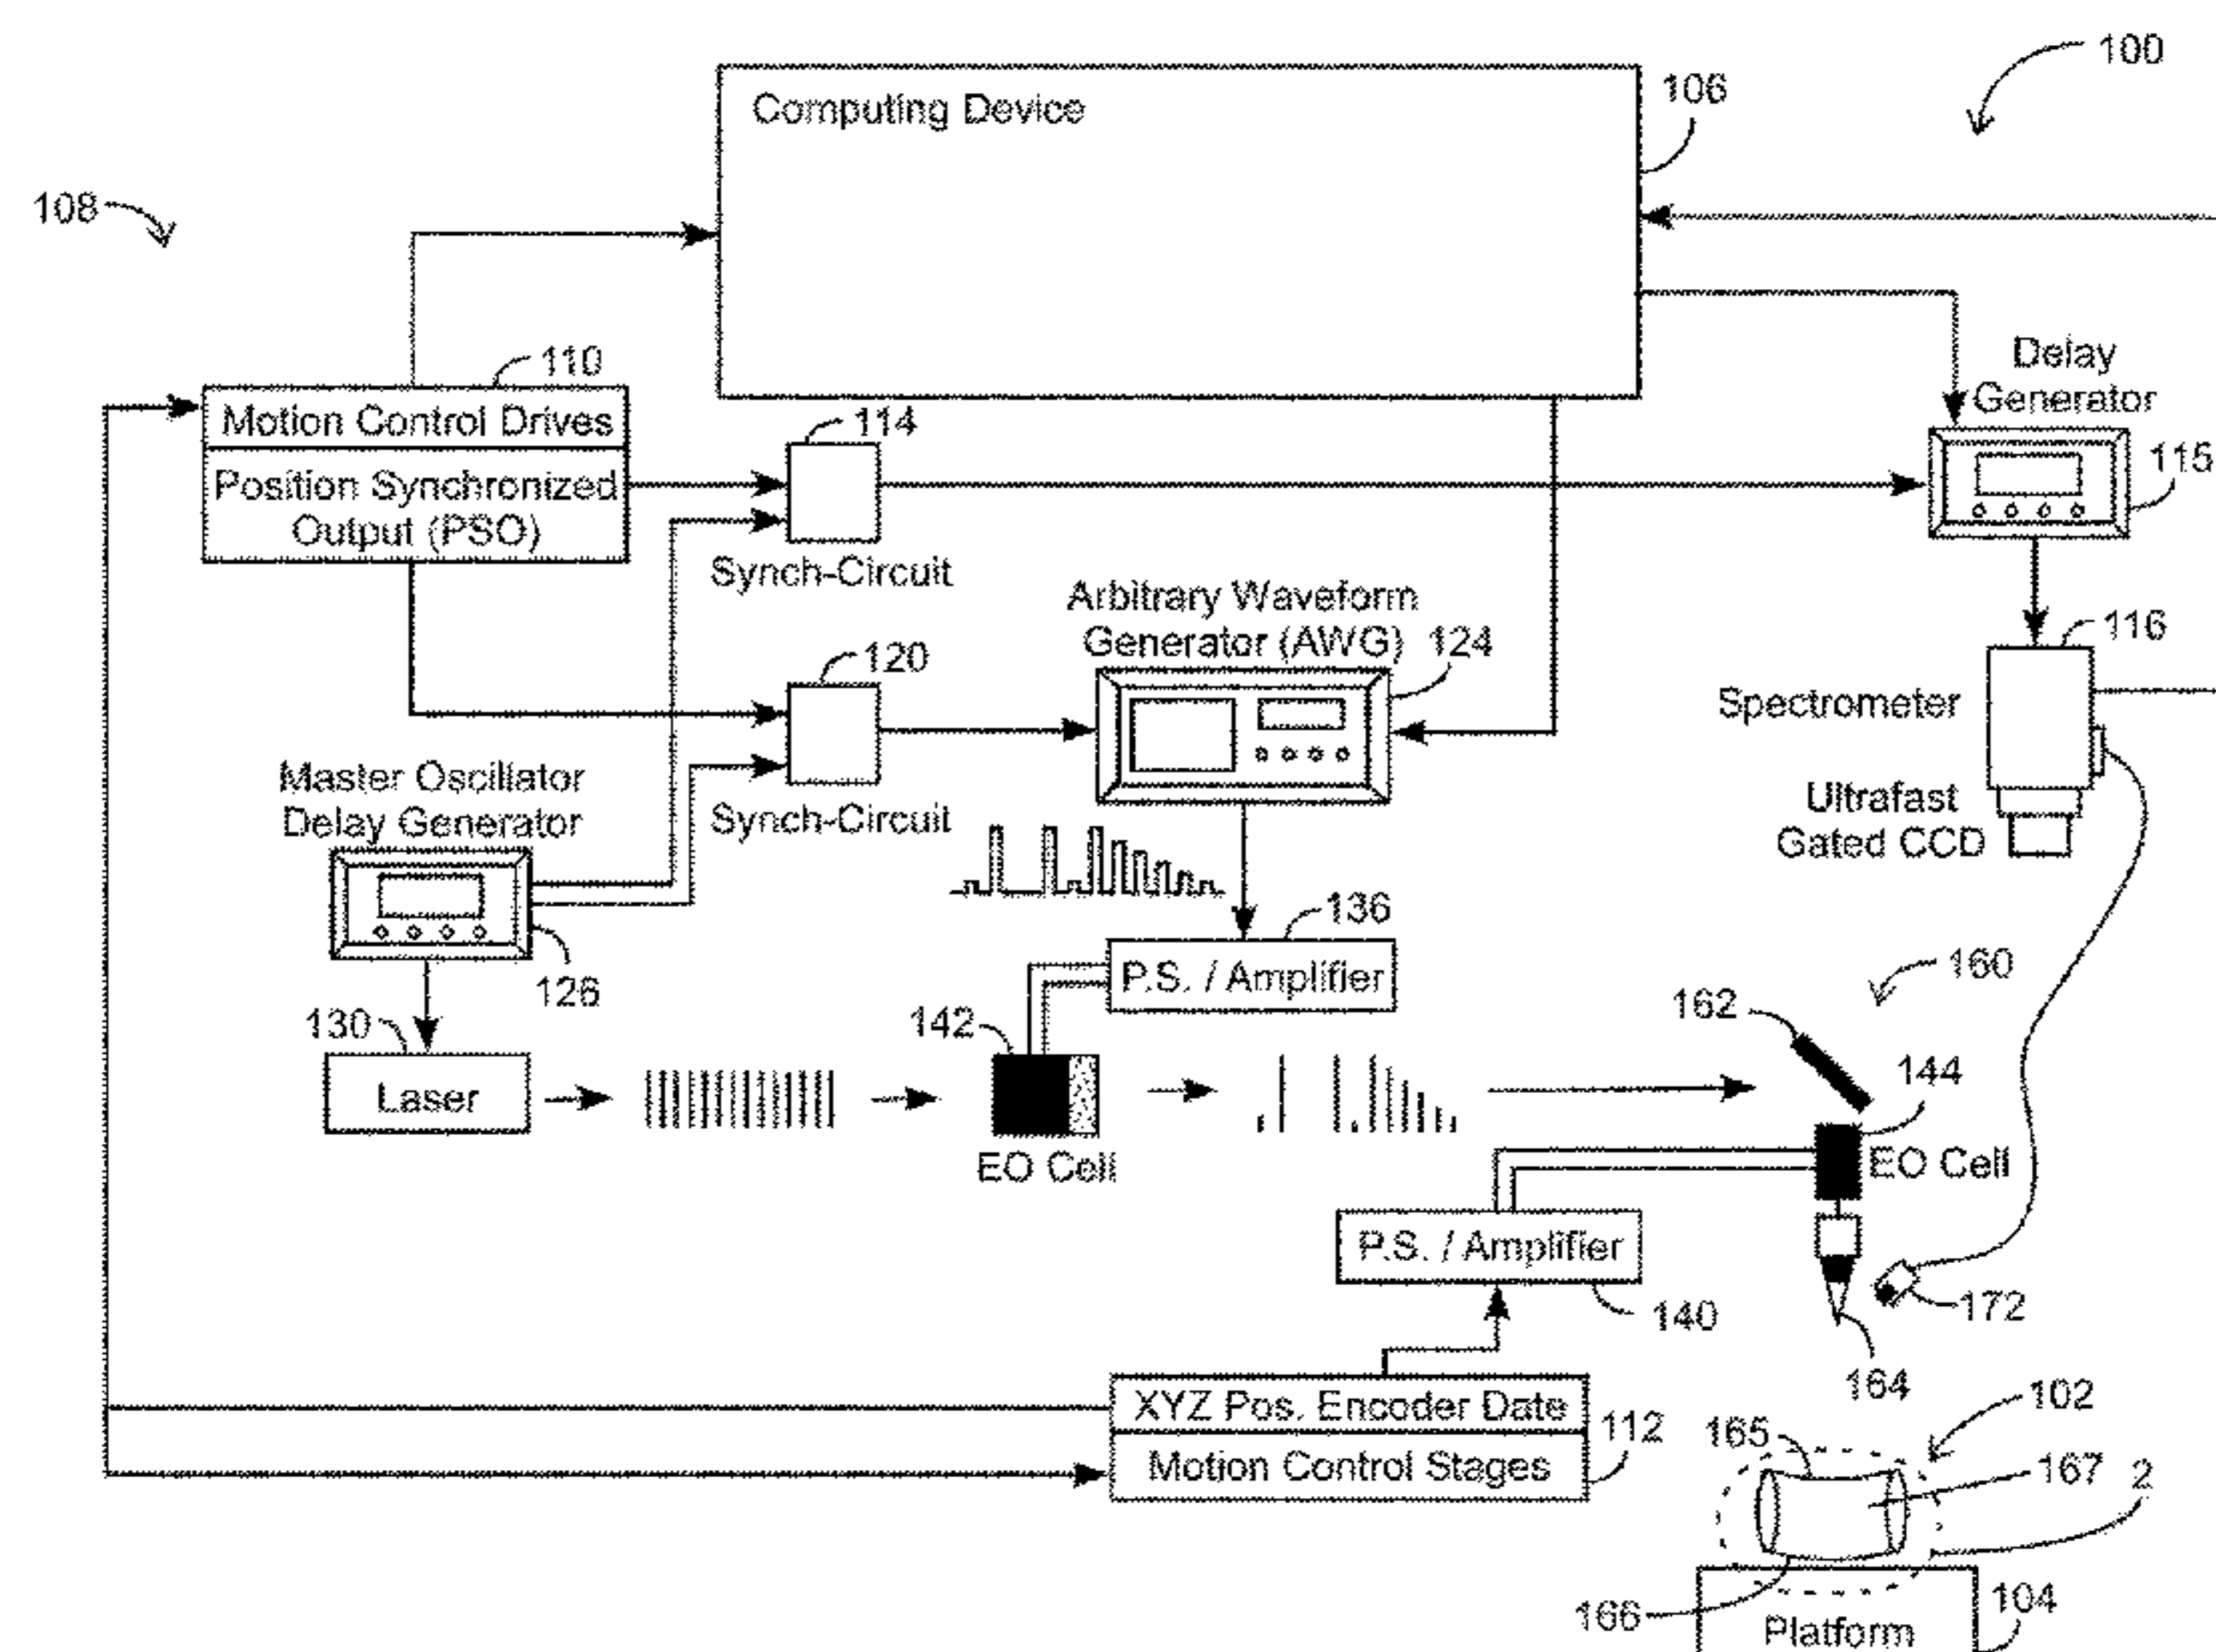 100
Computing Device
106
108
110
Motion Control Drives
Position Synchronized
Output (PSO)
114
Synch-Circuit
Delay
Generator
115
116
Spectrometer
Ultrafast
Gated CCD
Arbitrary Waveform
Generator (AWG)
124
120
Synch-Circuit
Master Oscillator
Delay Generator
126
136
P.S. / Amplifier
130
Laser
142
EO Cell
160
162
144
EO Cell
P.S. / Amplifier
140
172
164
XYZ Pos. Encoder Date
Motion Control Stages
112
102
165
167
2
166
Platform
104